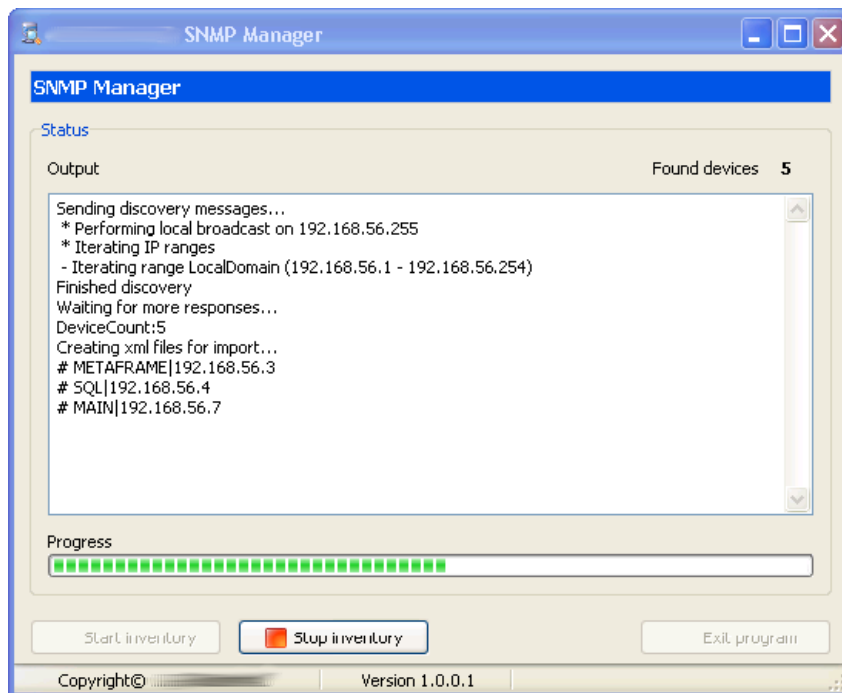 SNMP Manager
SNMP Manager
Status
Output
Found devices 5
Sending discovery messages...
* Performing local broadcast on 192.168.56.255
* Iterating IP ranges
- Iterating range LocalDomain (192.168.56.1 - 192.168.56.254)
Finished discovery
Waiting for more responses...
DeviceCount:5
Creating xml files for import...
# METAFRAME|192.168.56.3
# SQL|192.168.56.4
# MAIN|192.168.56.7
Progress
Start inventory
Stop inventory
Exit program
Copyright©
Version 1.0.0.1